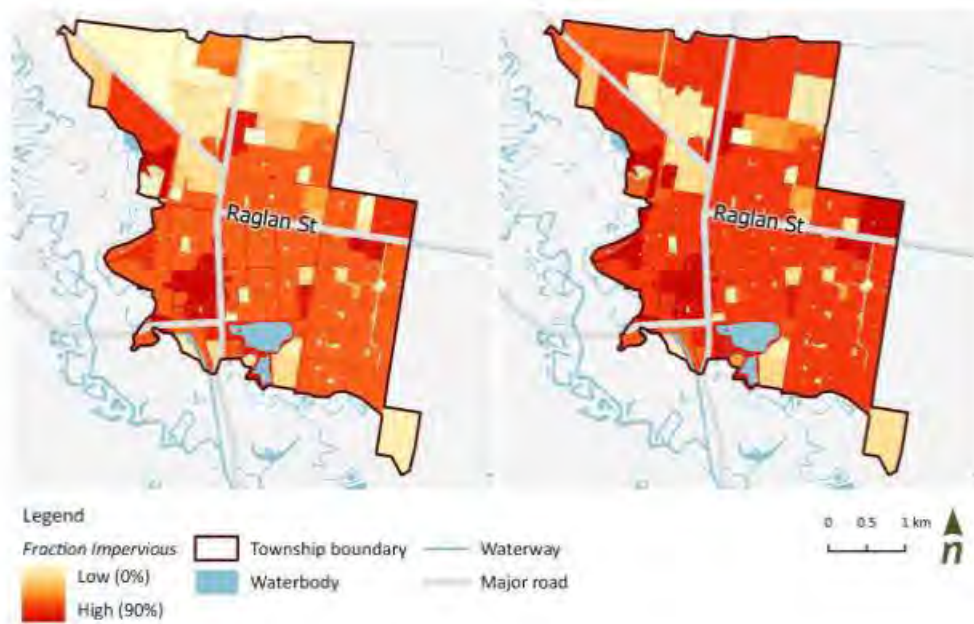 Raglan St
Raglan St
Legend
Fraction Impervious
Low (0%)
High (90%)
Township boundary
Waterbody
Waterway
Major road
0 0.5 1 km
n